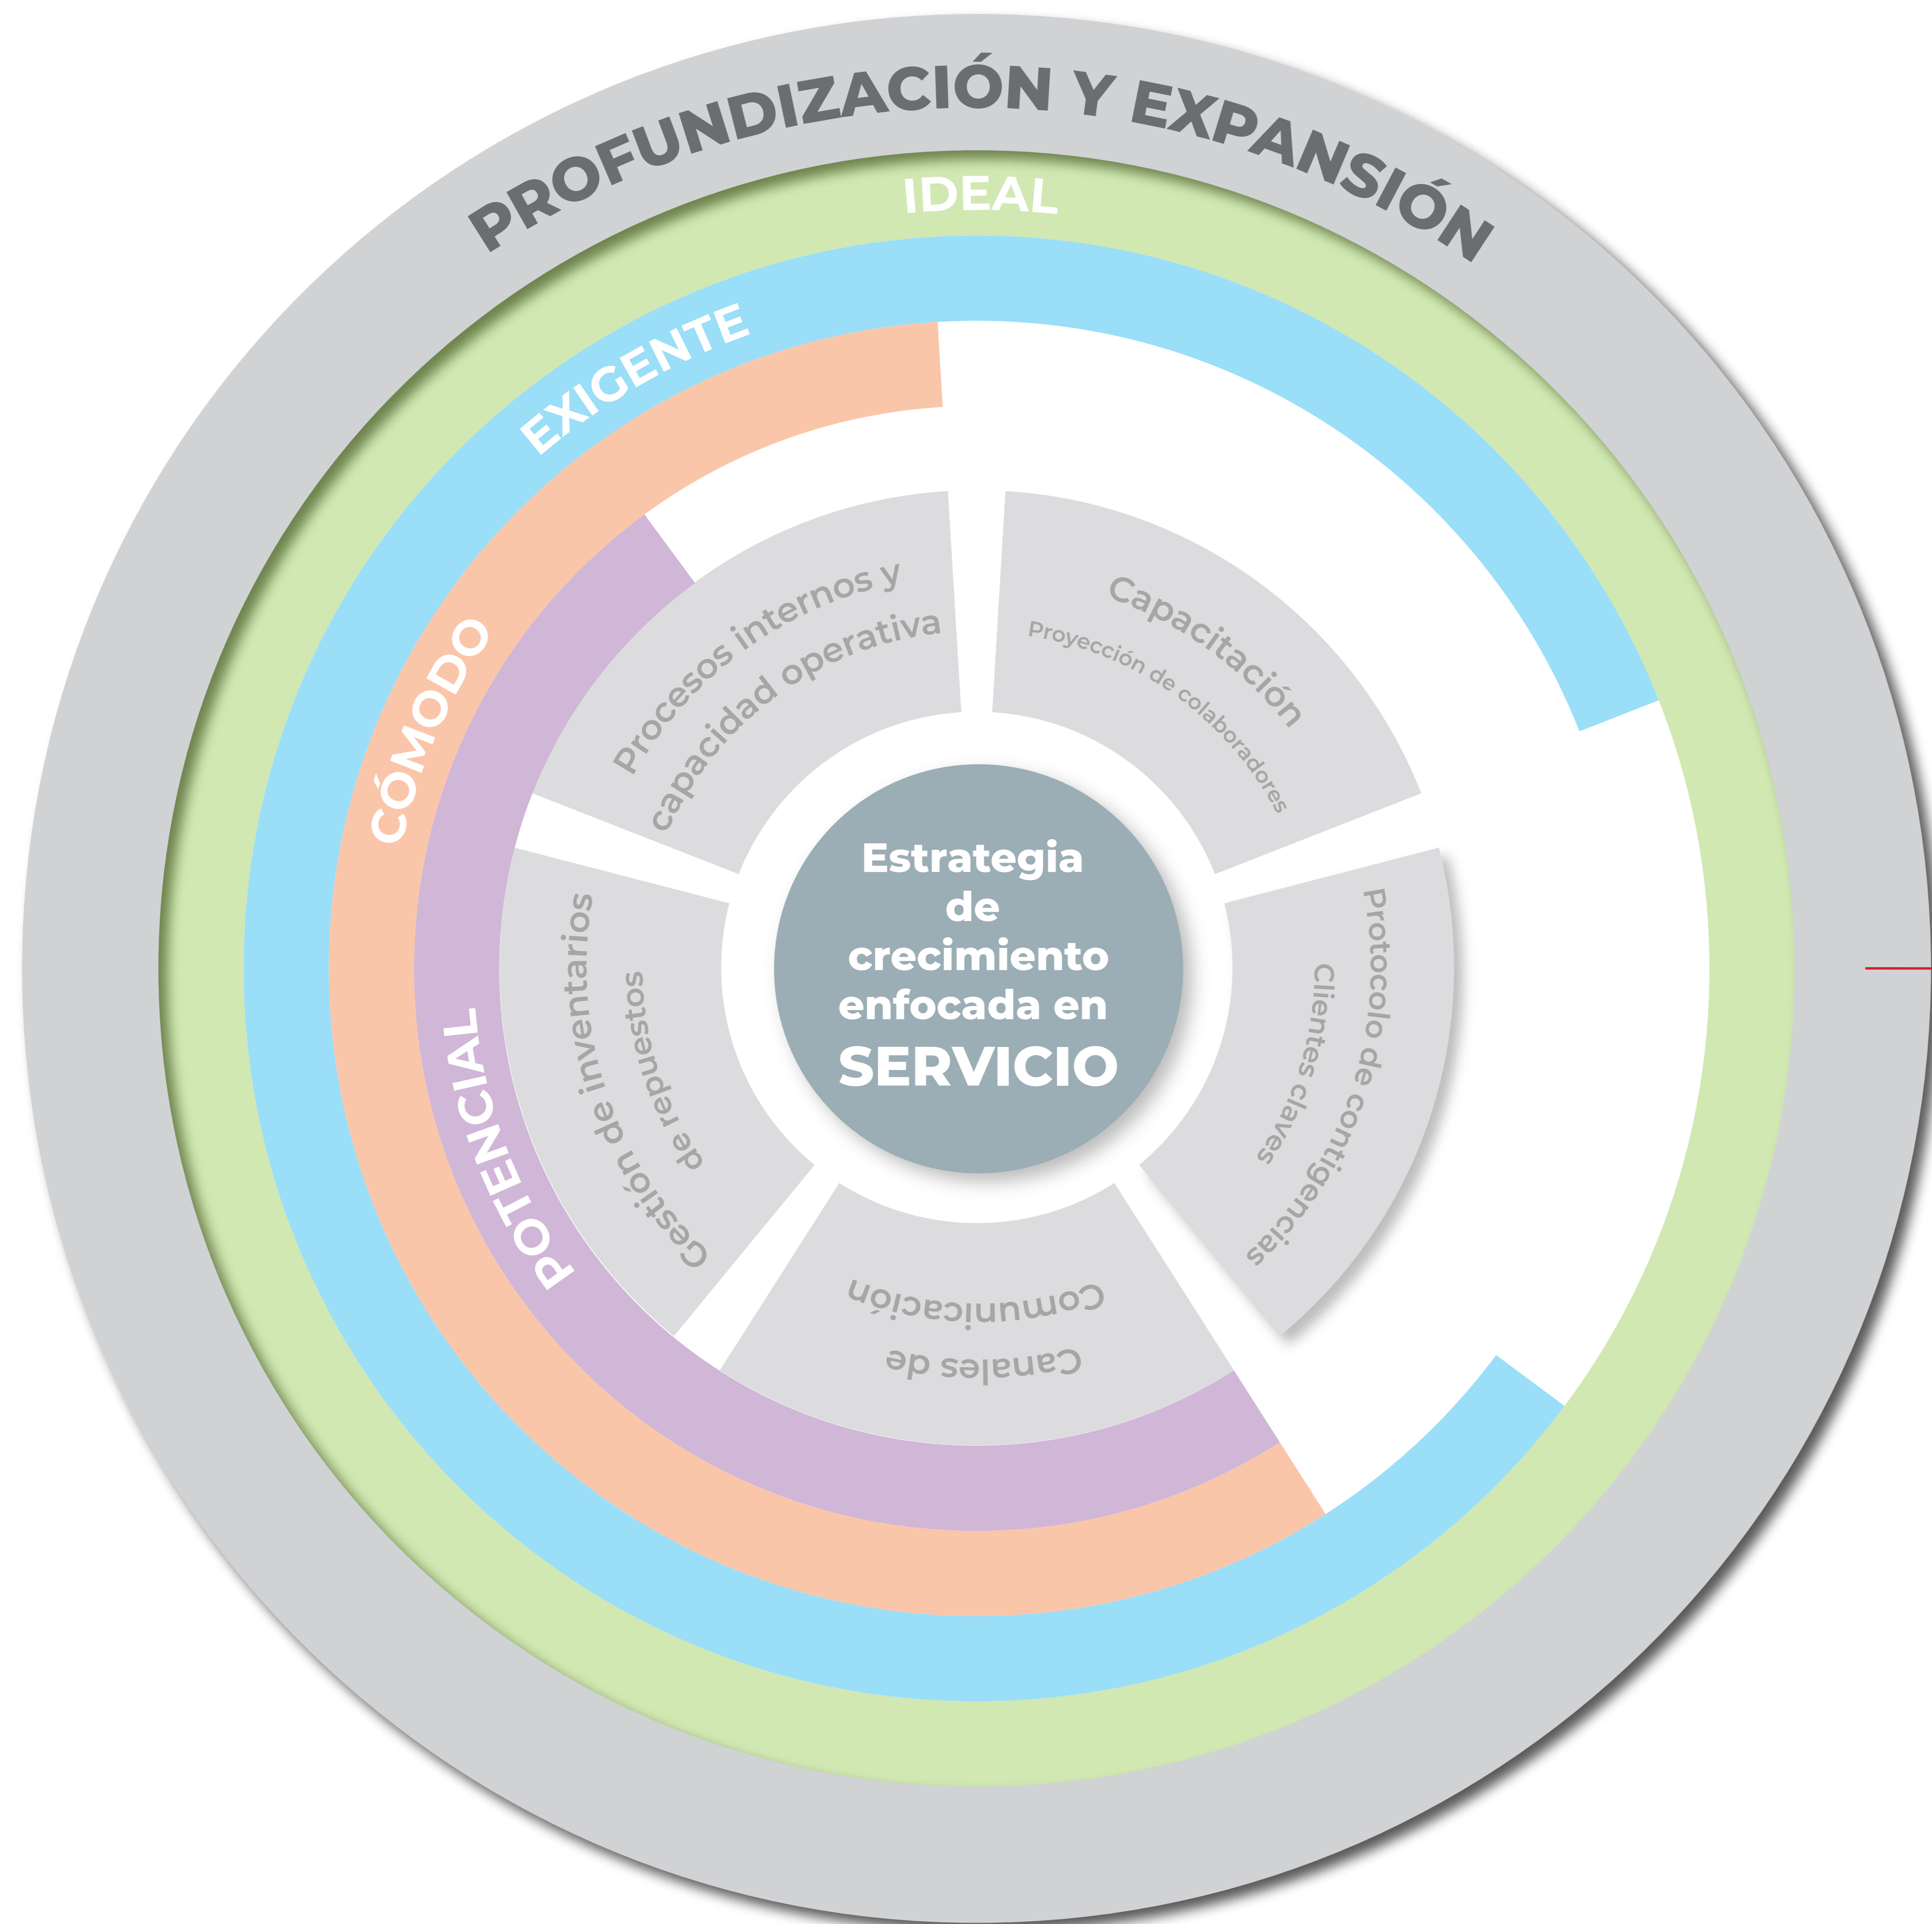 PROFUNDIZACIÓN Y EXPANSIÓN
IDEAL
EXIGENTE
CÓMODO
POTENCIAL
Procesos internos y
capacidad operativa
Capacitación
Proyección de colaboradores
Protocolo de contigencias
Clientes claves
Canales de
Comunicación
Gestión de inventarios
de repuestos
Estrategia
de
crecimiento
enfocada en
SERVICIO